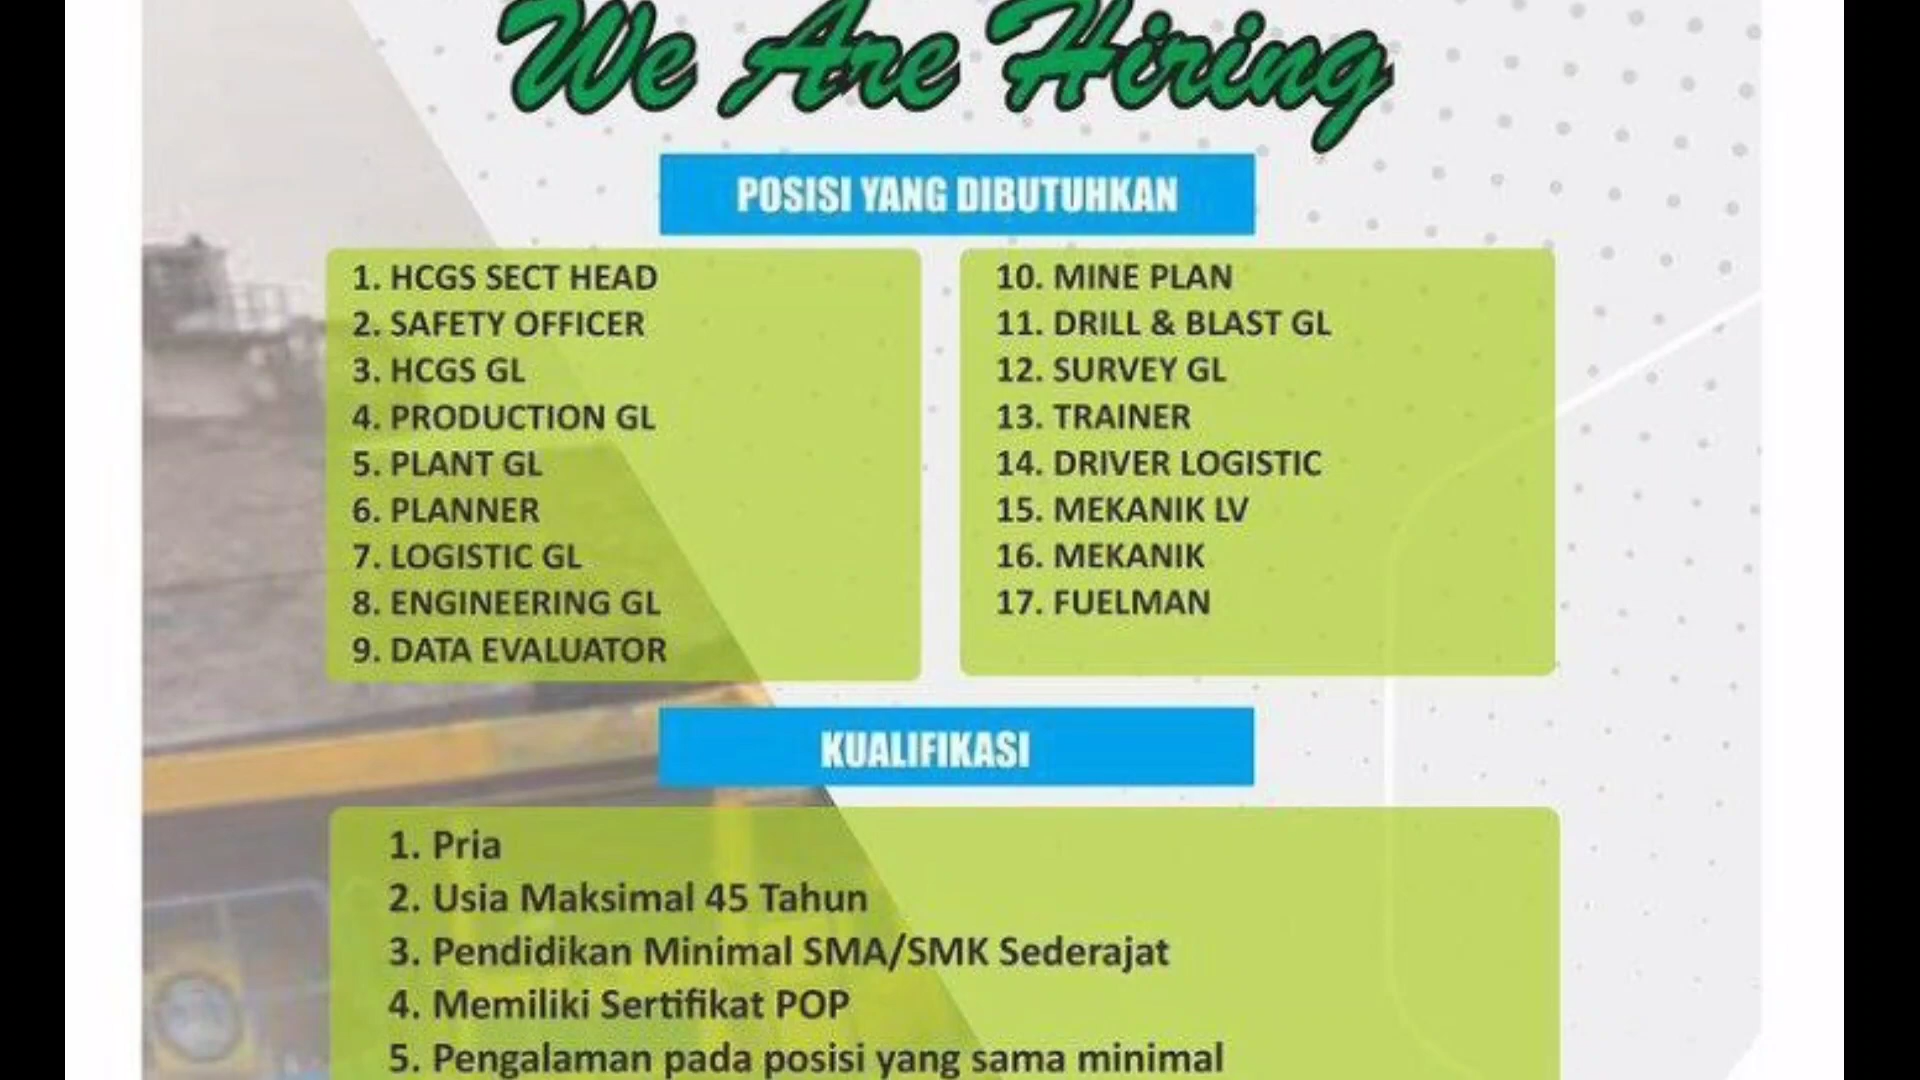 We Are Hiring
POSISI YANG DIBUTUHKAN
1. HCGS SECT HEAD
2. SAFETY OFFICER
3. HCGS GL
4. PRODUCTION GL
5. PLANT GL
6. PLANNER
7. LOGISTIC GL
8. ENGINEERING GL
9. DATA EVALUATOR
10. MINE PLAN
11. DRILL & BLAST GL
12. SURVEY GL
13. TRAINER
14. DRIVER LOGISTIC
15. MEKANIK LV
16. MEKANIK
17. FUELMAN
KUALIFIKASI
1. Pria
2. Usia Maksimal 45 Tahun
3. Pendidikan Minimal SMA/SMK Sederajat
4. Memiliki Sertifikat POP
5. Pengalaman pada posisi yang sama minimal